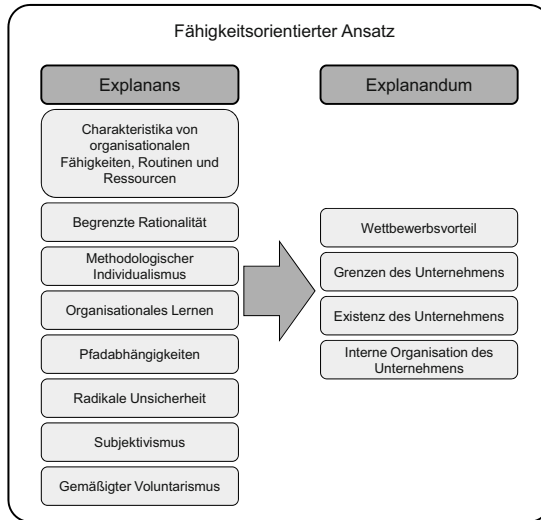 Fähigkeitsorientierter Ansatz
Explanans
Charakteristika von
organisationalen
Fähigkeiten, Routinen und
Ressourcen
Begrenzte Rationalität
Methodologischer
Individualismus
Organisationales Lernen
Pfadabhängigkeiten
Radikale Unsicherheit
Subjektivismus
Gemäßigter Voluntarismus
Explanandum
Wettbewerbsvorteil
Grenzen des Unternehmens
Existenz des Unternehmens
Interne Organisation des
Unternehmens